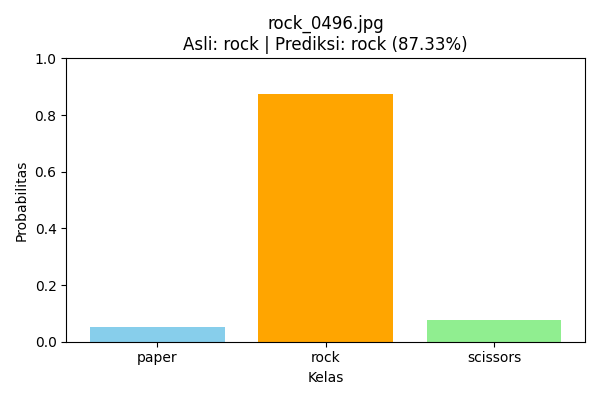 rock_0496.jpg
Asli: rock | Prediksi: rock (87.33%)
1.0
0.8
0.6
0.4
0.2
0.0
Probabilitas
paper
rock
scissors
Kelas